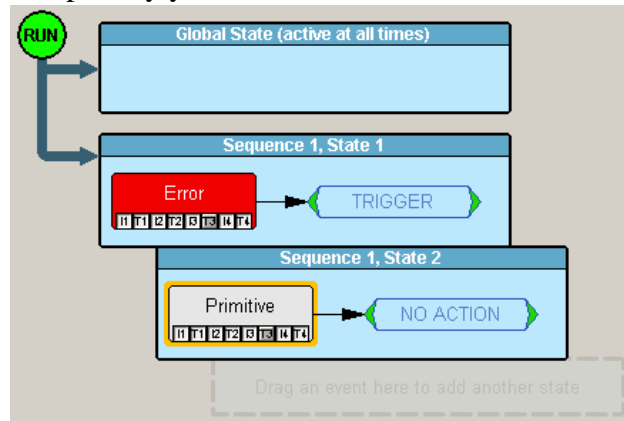 RUN
Global State (active at all times)
Sequence 1, State 1
Error
TRIGGER
I1 T1 I2 T2 I3 T3 I4 T4
Sequence 1, State 2
Primitive
NO ACTION
I1 T1 I2 T2 I3 T3 I4 T4
Drag an event here to add another state